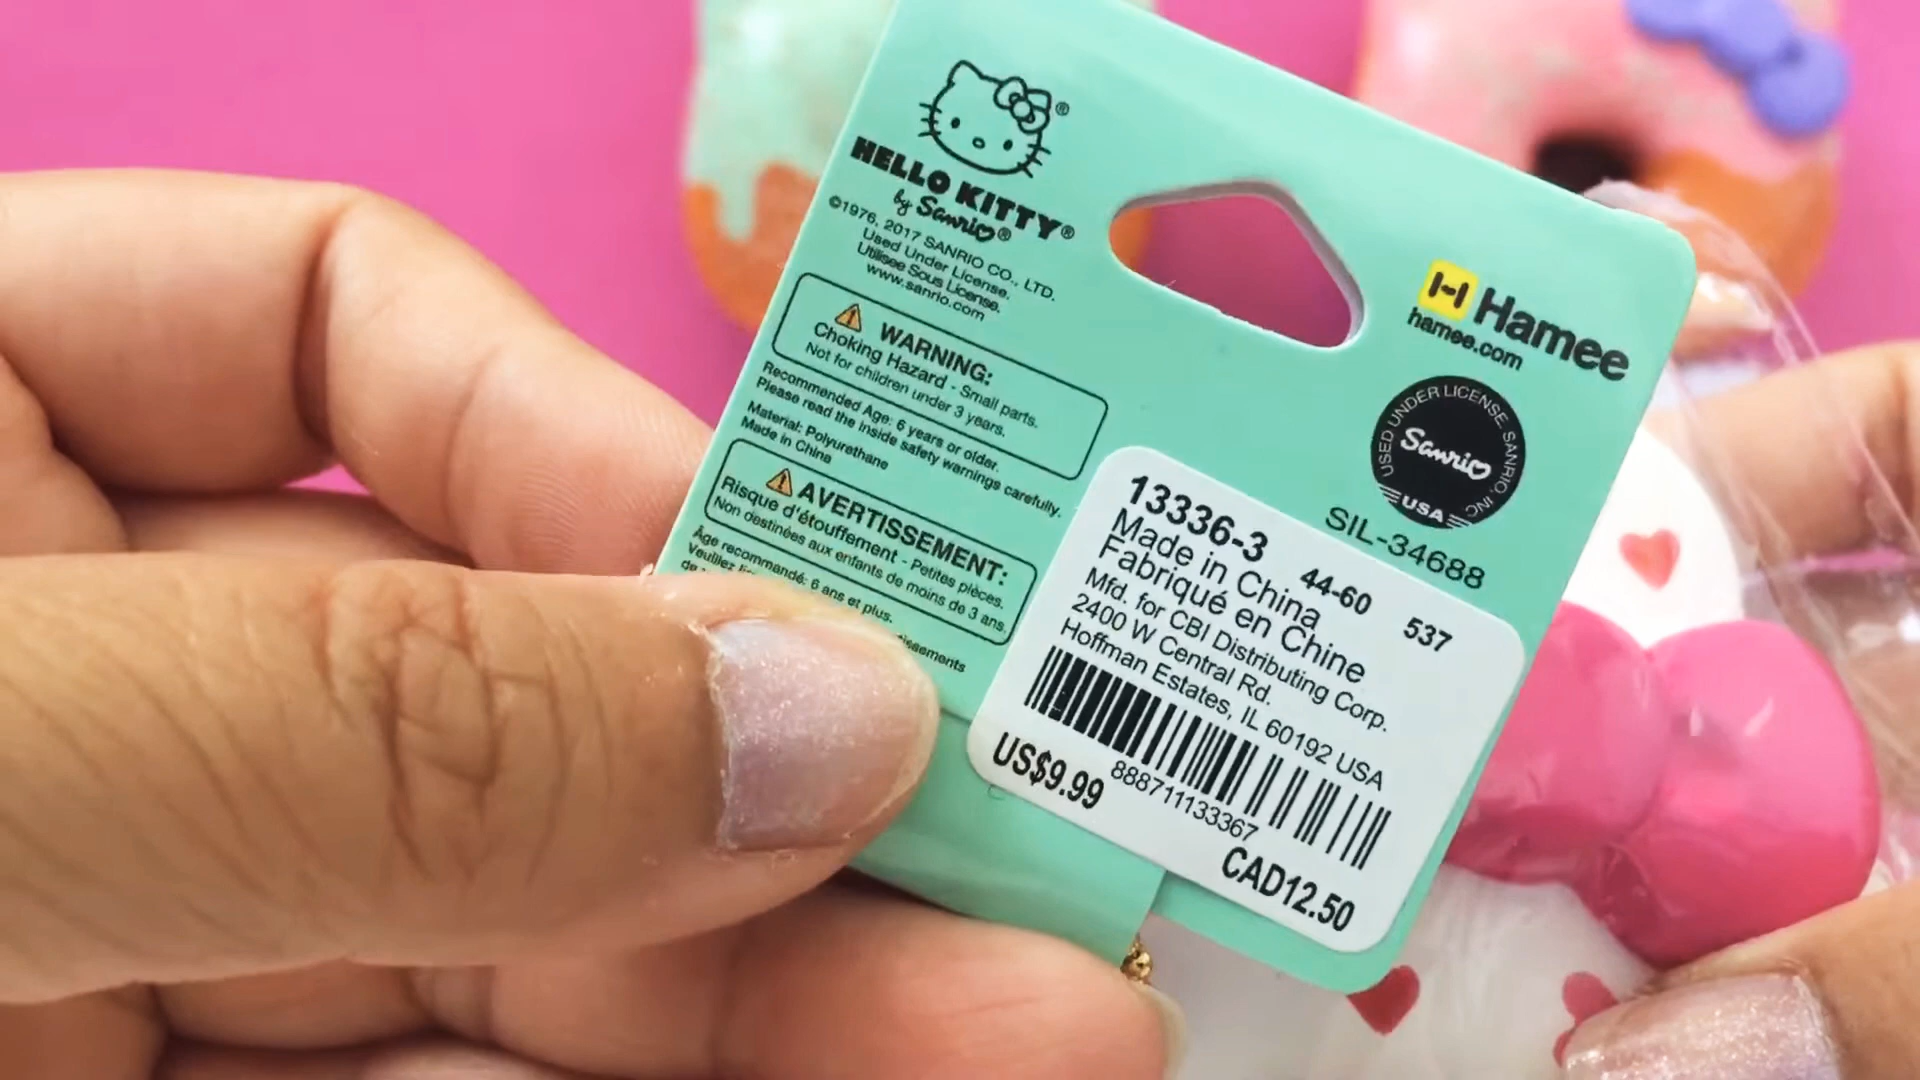 ®
HELLO KITTY®
by Sanrio®
©1976, 2017 SANRIO CO., LTD.
Used Under License.
Utilisee Sous License.
www.sanrio.com
WARNING:
Choking Hazard - Small parts.
Not for children under 3 years.
Recommended Age: 6 years or older.
Please read the inside safety warnings carefully.
Material: Polyurethane
Made in China
AVERTISSEMENT:
Risque d'étouffement - Petites pièces.
Non destinées aux enfants de moins de 3 ans.
Âge recommandé: 6 ans et plus.
Veuillez
H Hamee
hamee.com
USED UNDER LICENSE, SANRIO, INC
Sanrio
USA
SIL-34688
13336-3 44-60 537
Made in China
Fabriqué en Chine
Mfd. for CBI Distributing Corp.
2400 W Central Rd.
Hoffman Estates, IL 60192 USA
888711133367
US$9.99
CAD12.50